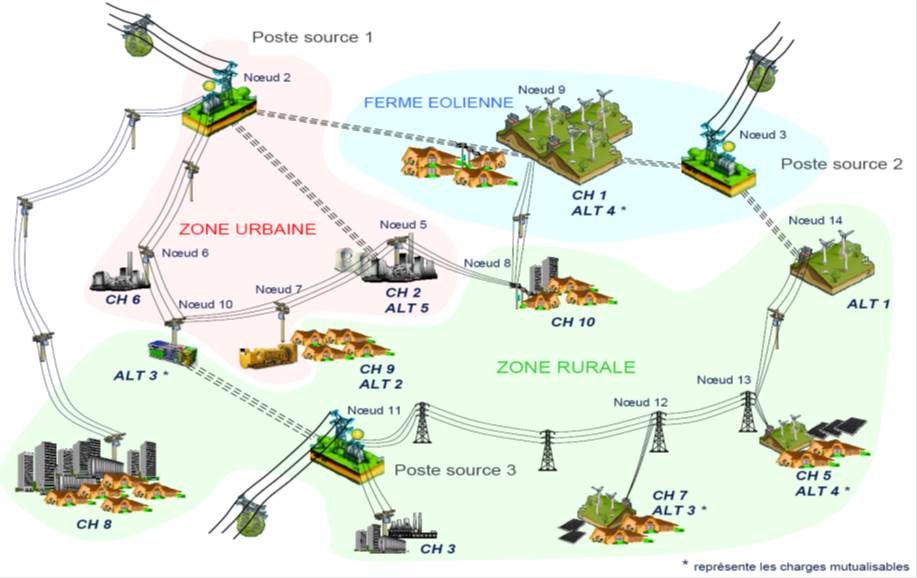 Poste source 1
Nœud 2
FERME EOLIENNE
Nœud 9
Nœud 3
Poste source 2
CH 1
ALT 4 *
Nœud 14
ZONE URBAINE
Nœud 5
Nœud 6
Nœud 8
CH 6
Nœud 7
CH 2
ALT 5
Nœud 10
CH 10
ALT 1
ALT 3 *
CH 9
ALT 2
ZONE RURALE
Nœud 13
Nœud 11
Nœud 12
Poste source 3
CH 5
ALT 4 *
CH 7
ALT 3 *
CH 8
CH 3
* représente les charges mutualisables